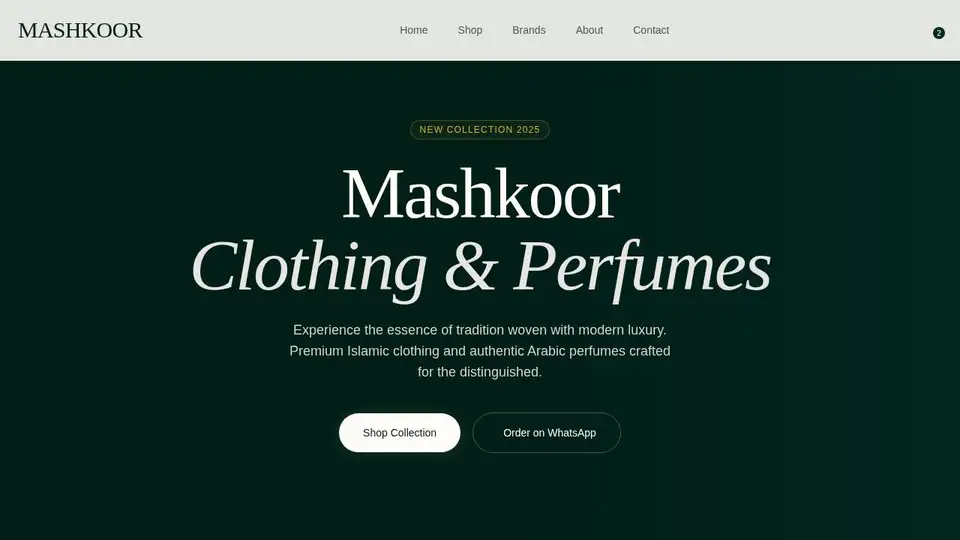 MASHKOOR
Home Shop Brands About Contact
2
NEW COLLECTION 2025
Mashkoor
Clothing & Perfumes
Experience the essence of tradition woven with modern luxury.
Premium Islamic clothing and authentic Arabic perfumes crafted
for the distinguished.
Shop Collection
Order on WhatsApp